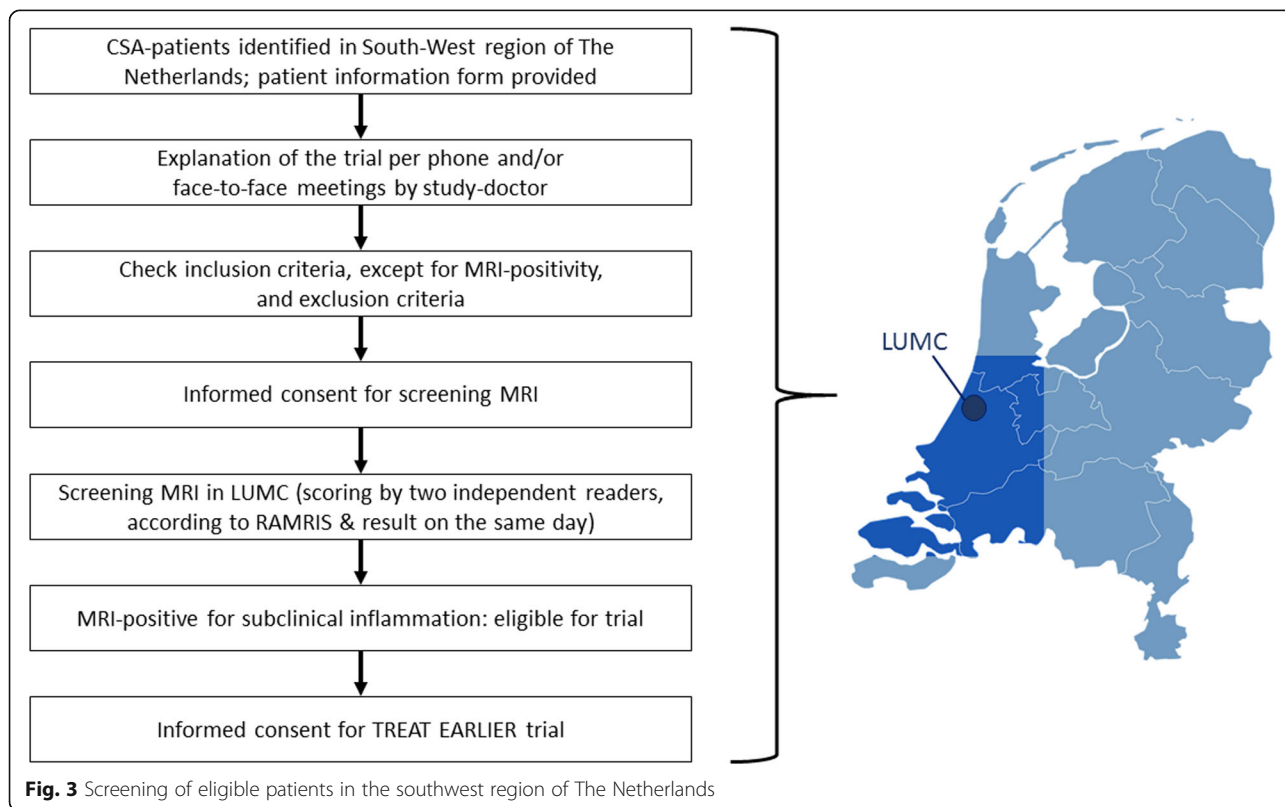 CSA-patients identified in South-West region of The
Netherlands; patient information form provided
Explanation of the trial per phone and/or
face-to-face meetings by study-doctor
Check inclusion criteria, except for MRI-positivity,
and exclusion criteria
Informed consent for screening MRI
Screening MRI in LUMC (scoring by two independent readers,
according to RAMRIS & result on the same day)
MRI-positive for subclinical inflammation: eligible for trial
Informed consent for TREAT EARLIER trial
LUMC
Fig. 3 Screening of eligible patients in the southwest region of The Netherlands